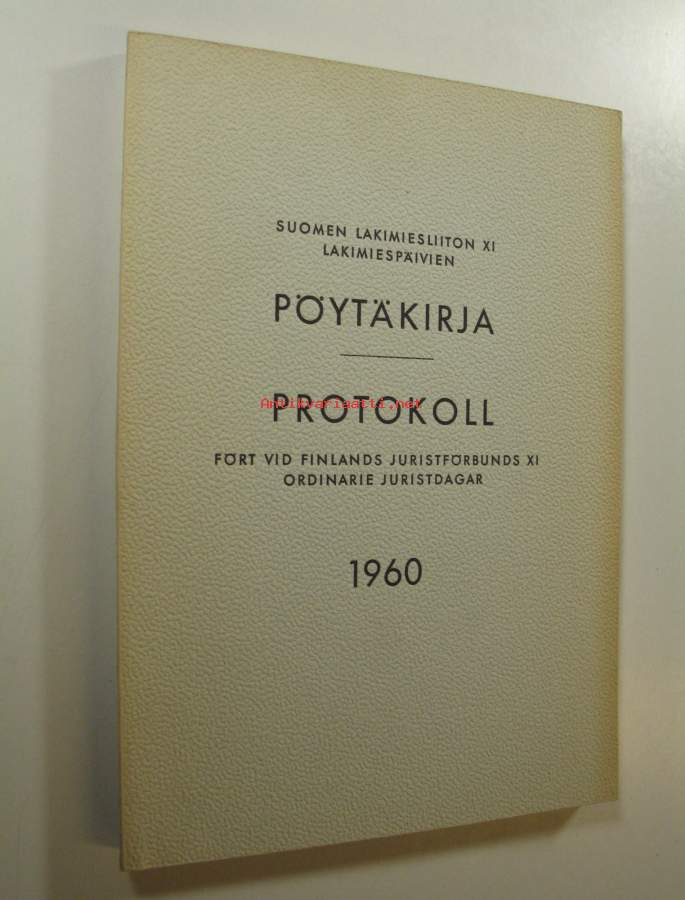 SUOMEN LAKIMIESLIITON XI
LAKIMIESPÄIVIEN
PÖYTÄKIRJA
PROTOKOLL
Antikvariaatti.net
FÖRT VID FINLANDS JURISTFÖRBUNDS XI
ORDINARIE JURISTDAGAR
1960